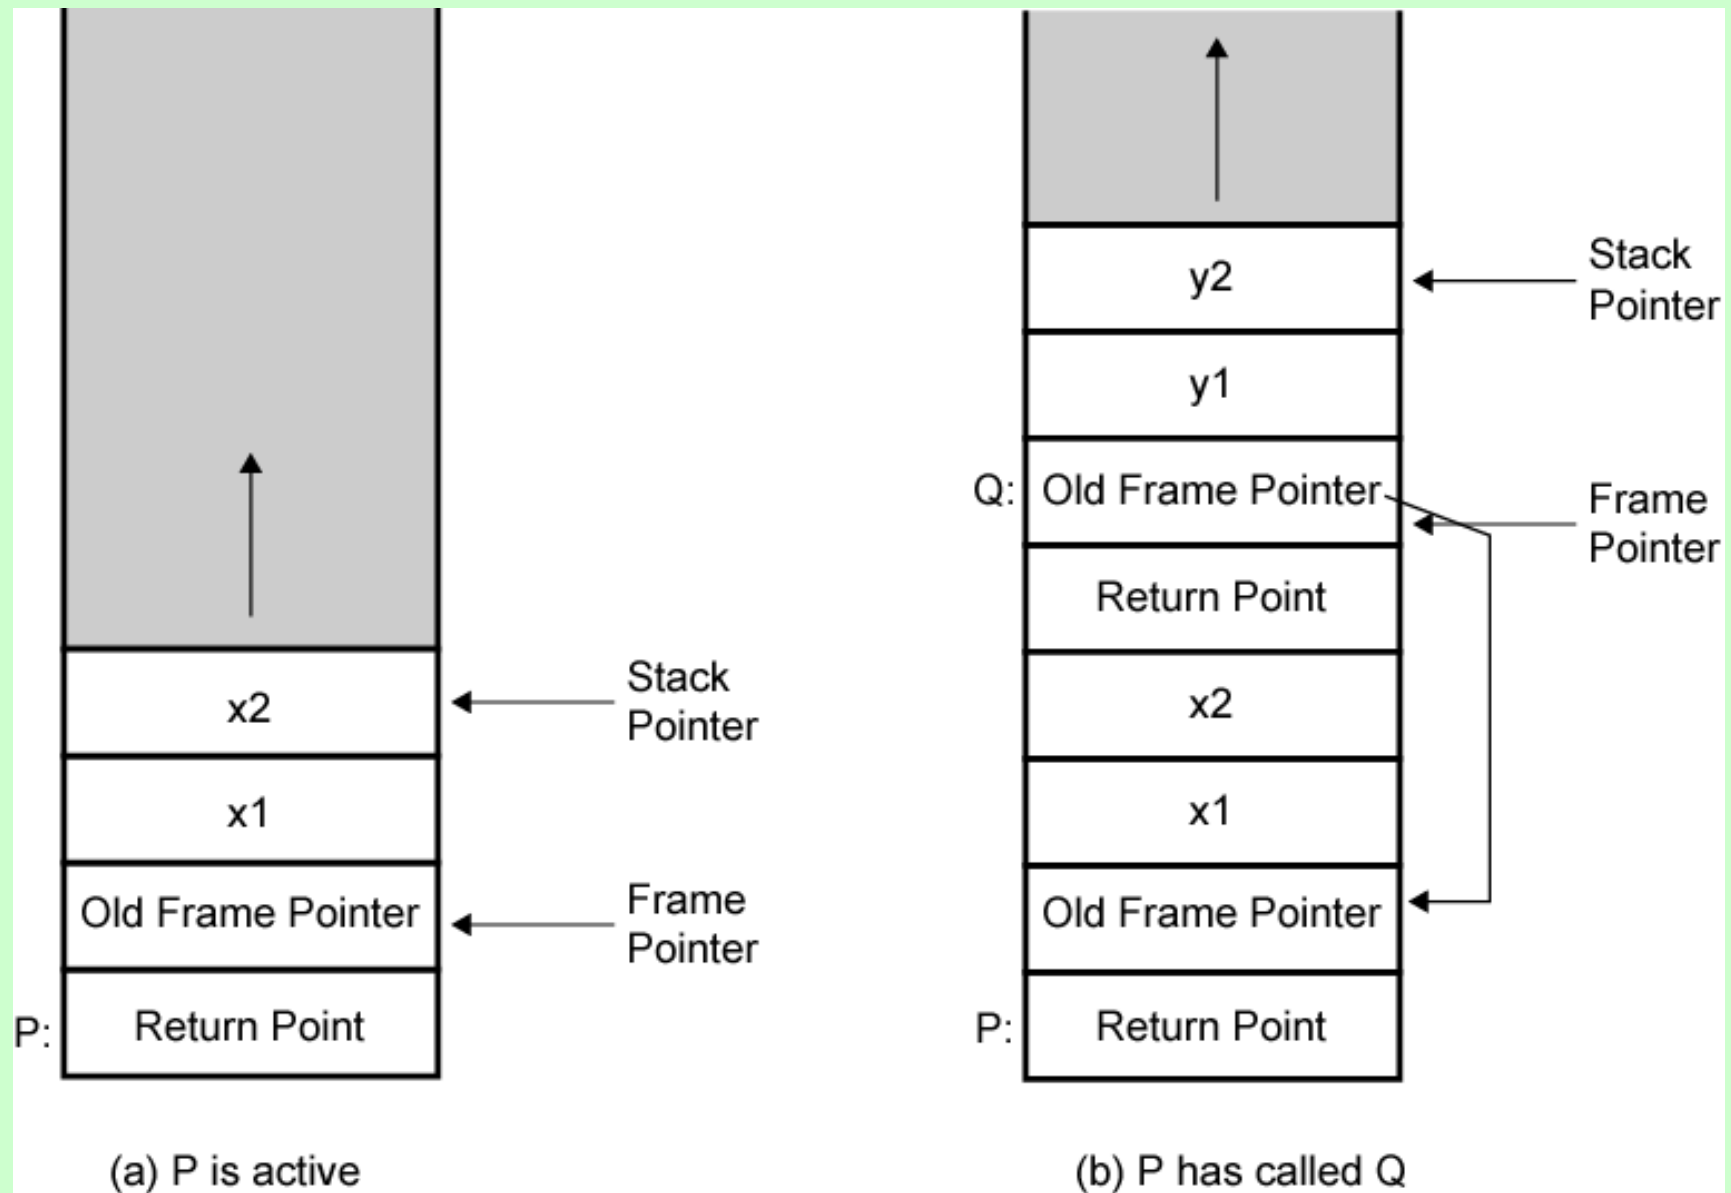 x2
x1
Old Frame Pointer
P:
Return Point
Stack
Pointer
Frame
Pointer
(a) P is active
y2
y1
Q:
Old Frame Pointer
Return Point
x2
x1
Old Frame Pointer
P:
Return Point
Stack
Pointer
Frame
Pointer
(b) P has called Q